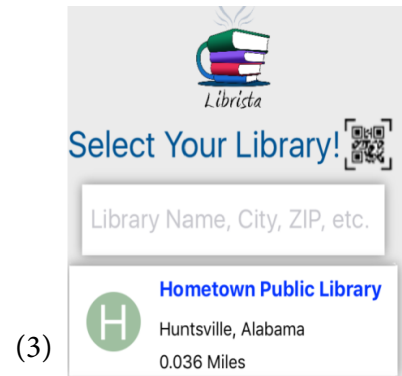 Librista
Select Your Library!
Library Name, City, ZIP, etc.
H
Hometown Public Library
Huntsville, Alabama
(3)
0.036 Miles